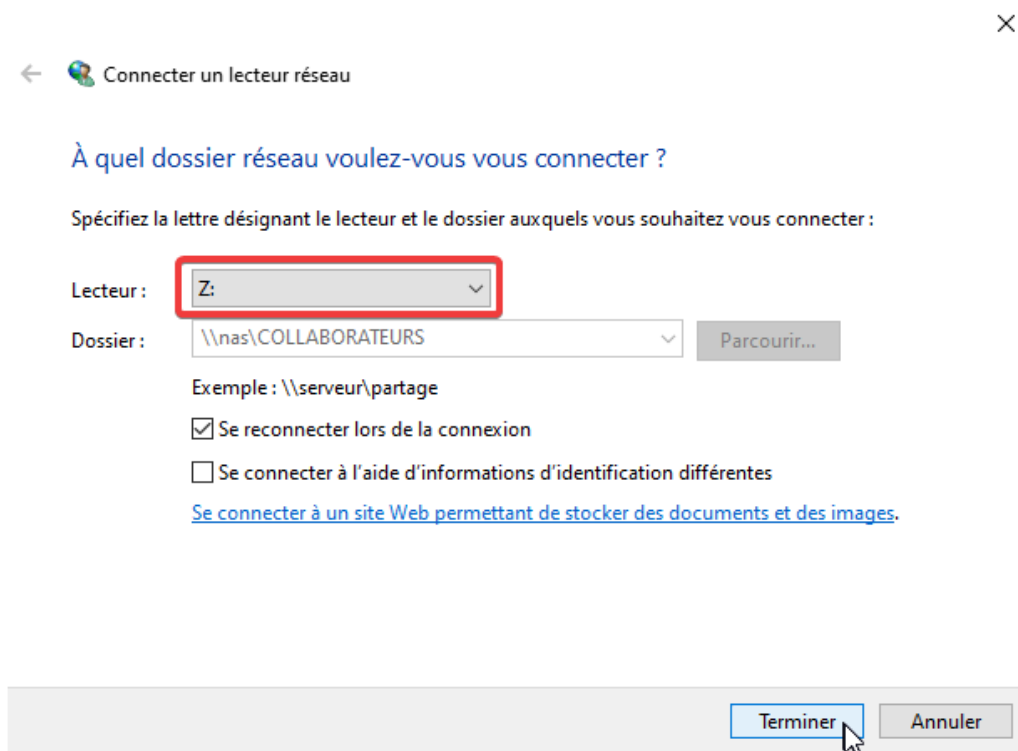 Connecter un lecteur réseau
À quel dossier réseau voulez-vous vous connecter ?
Spécifiez la lettre désignant le lecteur et le dossier auxquels vous souhaitez vous connecter :
Lecteur : Z:
Dossier : \\nas\COLLABORATEURS Parcourir...
Exemple : \\serveur\partage
Se reconnecter lors de la connexion
Se connecter à l'aide d'informations d'identification différentes
Se connecter à un site Web permettant de stocker des documents et des images.
Terminer Annuler